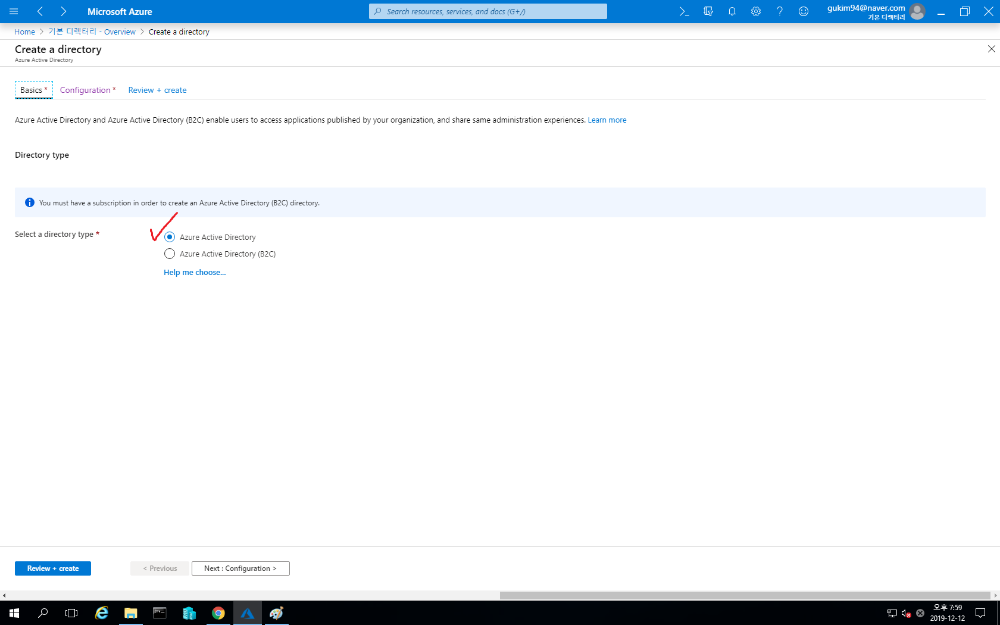 Microsoft Azure
Search resources, services, and docs (G+/)
gukim94@naver.com
기본 디렉터리
Home > 기본 디렉터리 - Overview > Create a directory
Create a directory
Azure Active Directory
Basics * Configuration * Review + create
Azure Active Directory and Azure Active Directory (B2C) enable users to access applications published by your organization, and share same administration experiences. Learn more
Directory type
You must have a subscription in order to create an Azure Active Directory (B2C) directory.
Select a directory type *
Azure Active Directory
Azure Active Directory (B2C)
Help me choose...
Review + create < Previous Next : Configuration >
오후 7:59
2019-12-12